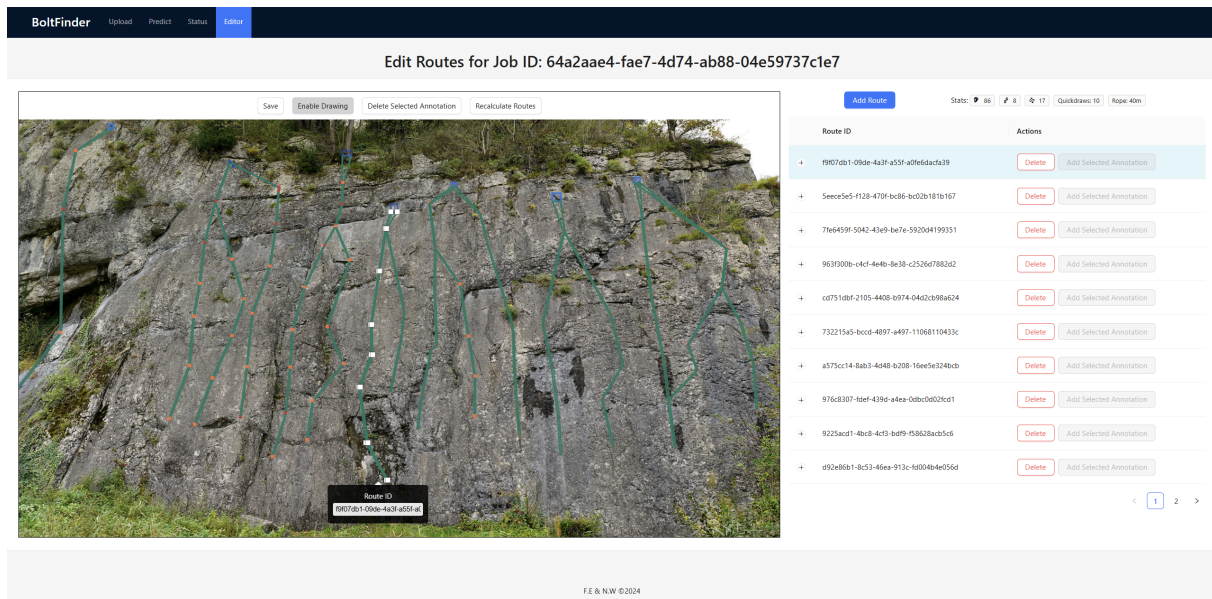 BoltFinder Upload Predict Status Editor
Edit Routes for Job ID: 64a2aae4-fae7-4d74-ab88-04e59737c1e7
Save Enable Drawing Delete Selected Annotation Recalculate Routes
Add Route Stats: 86 8 17 Quickdraws: 10 Rope: 40m
Route ID Actions
f9f07db1-09de-4a3f-a55f-a0fe6dacfa39 Delete Add Selected Annotation
5eece5e5-f128-470f-bc86-bc02b181b167 Delete Add Selected Annotation
7fe6459f-5042-43e9-be7e-5920d4199351 Delete Add Selected Annotation
963f300b-c4cf-4e4b-8e38-c2526d7882d2 Delete Add Selected Annotation
cd751dbf-2105-4408-b974-04d2cb98a624 Delete Add Selected Annotation
732215a5-bccd-4897-a497-11068110433c Delete Add Selected Annotation
a575cc14-8ab3-4d48-b208-16ee5e324bcb Delete Add Selected Annotation
976c8307-fdef-439d-a4ea-0dbc0d02fcd1 Delete Add Selected Annotation
9225acd1-4bc8-4cf3-bdf9-f58628acb5c6 Delete Add Selected Annotation
d92e86b1-8c53-46ea-913c-fd004b4e056d Delete Add Selected Annotation
Route ID
f9f07db1-09de-4a3f-a55f-a0
< 1 2 >
F.E & N.W ©2024